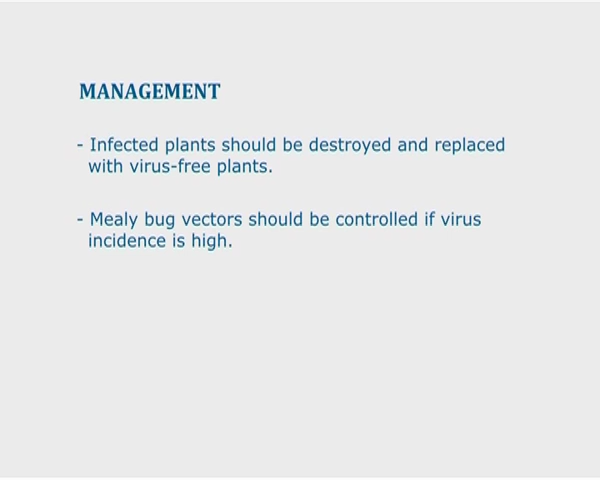 MANAGEMENT
- Infected plants should be destroyed and replaced
with virus-free plants.
- Mealy bug vectors should be controlled if virus
incidence is high.